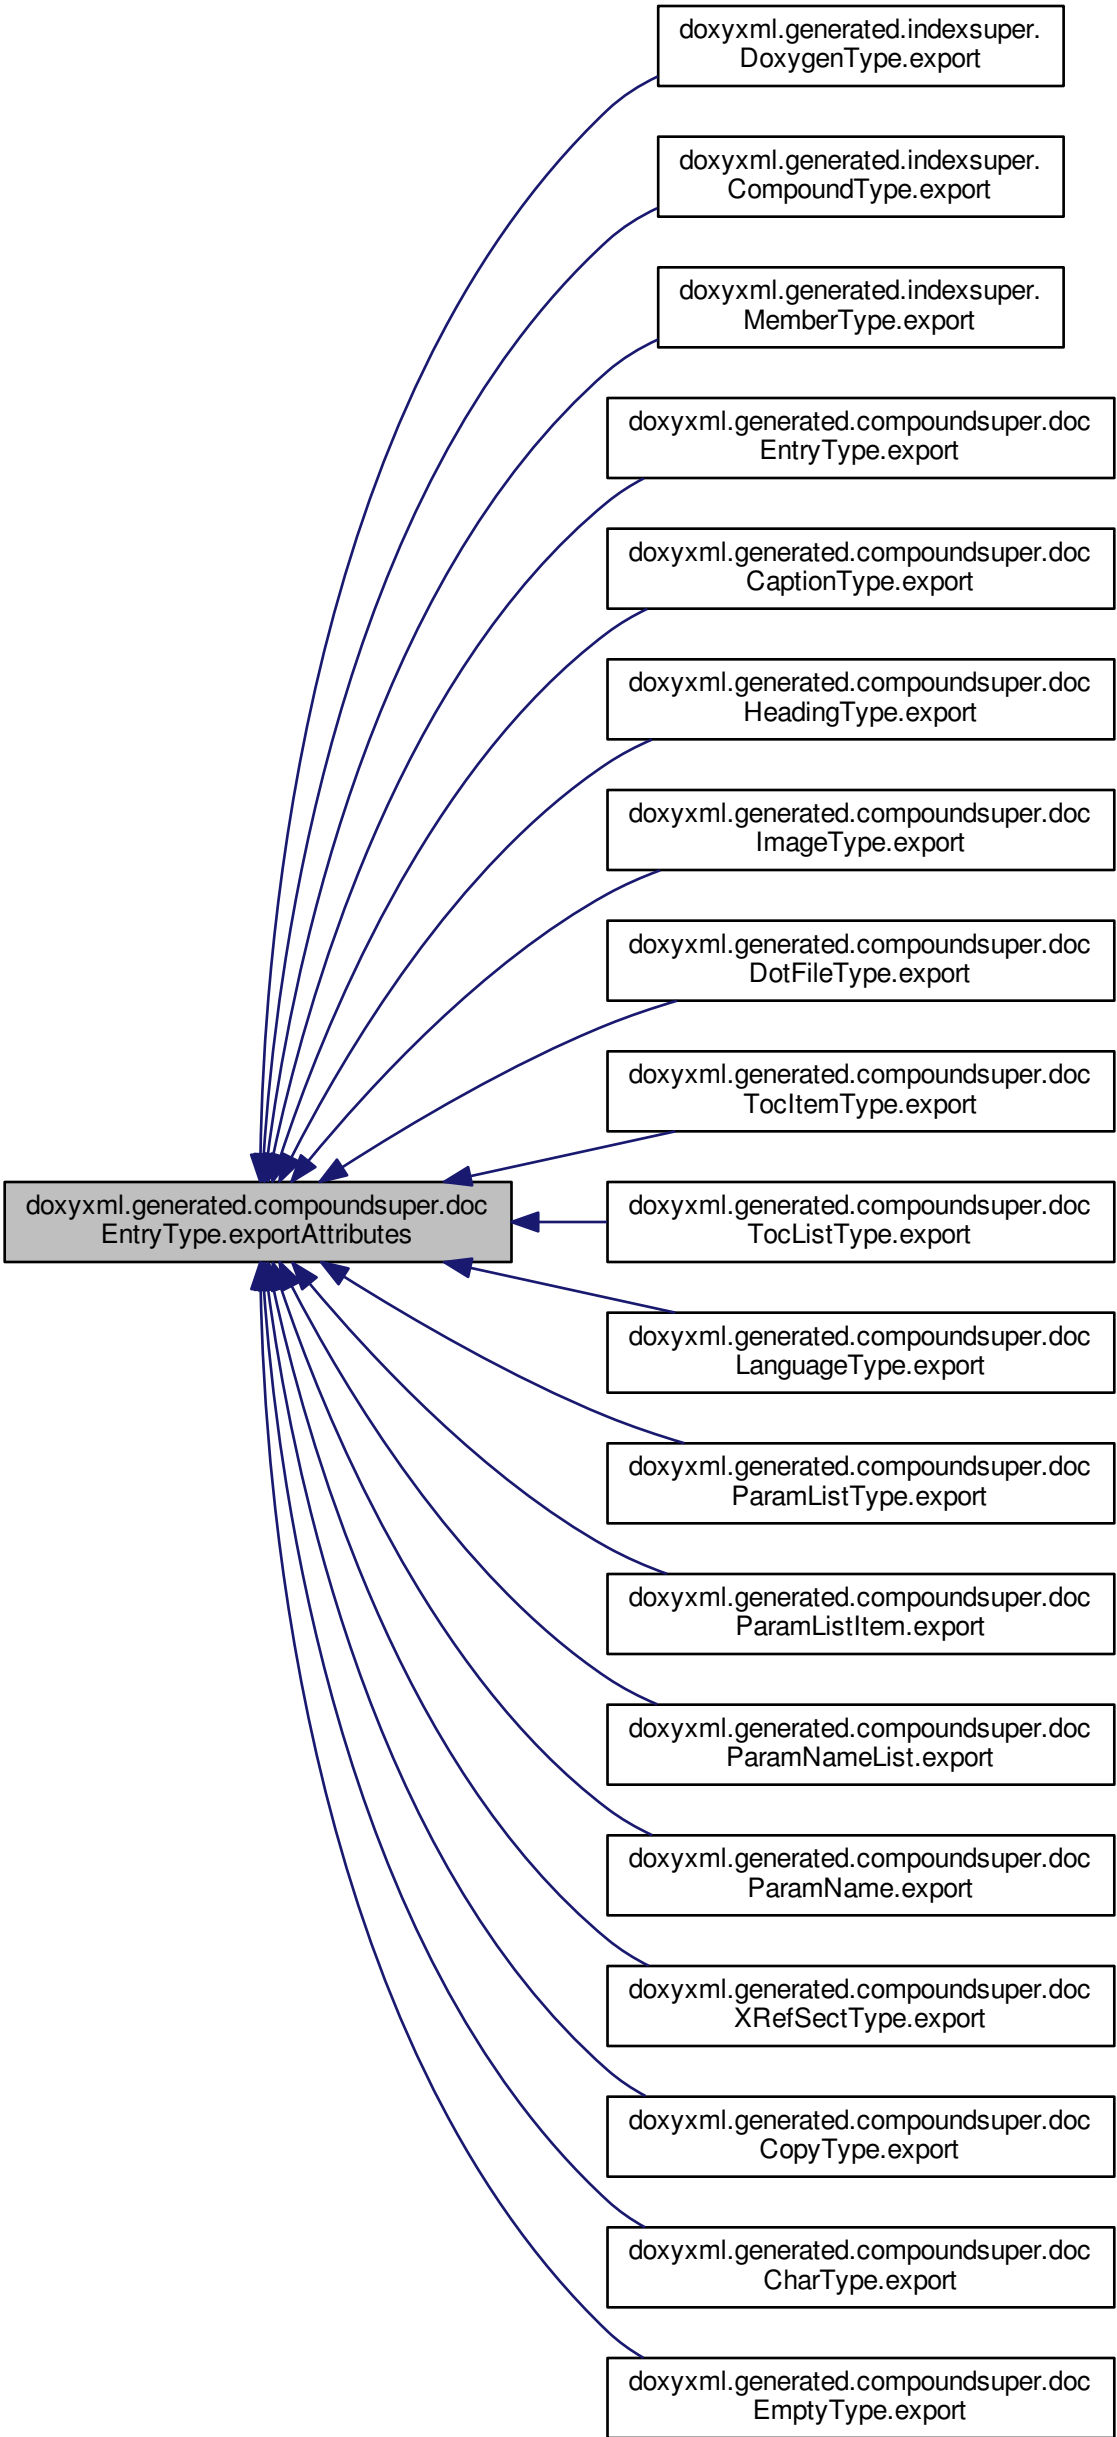 doxyxml.generated.indexsuper.
DoxygenType.export
doxyxml.generated.indexsuper.
CompoundType.export
doxyxml.generated.indexsuper.
MemberType.export
doxyxml.generated.compoundsuper.doc
EntryType.export
doxyxml.generated.compoundsuper.doc
CaptionType.export
doxyxml.generated.compoundsuper.doc
HeadingType.export
doxyxml.generated.compoundsuper.doc
ImageType.export
doxyxml.generated.compoundsuper.doc
DotFileType.export
doxyxml.generated.compoundsuper.doc
TocItemType.export
doxyxml.generated.compoundsuper.doc
EntryType.exportAttributes
doxyxml.generated.compoundsuper.doc
TocListType.export
doxyxml.generated.compoundsuper.doc
LanguageType.export
doxyxml.generated.compoundsuper.doc
ParamListType.export
doxyxml.generated.compoundsuper.doc
ParamListItem.export
doxyxml.generated.compoundsuper.doc
ParamNameList.export
doxyxml.generated.compoundsuper.doc
ParamName.export
doxyxml.generated.compoundsuper.doc
XRefSectType.export
doxyxml.generated.compoundsuper.doc
CopyType.export
doxyxml.generated.compoundsuper.doc
CharType.export
doxyxml.generated.compoundsuper.doc
EmptyType.export